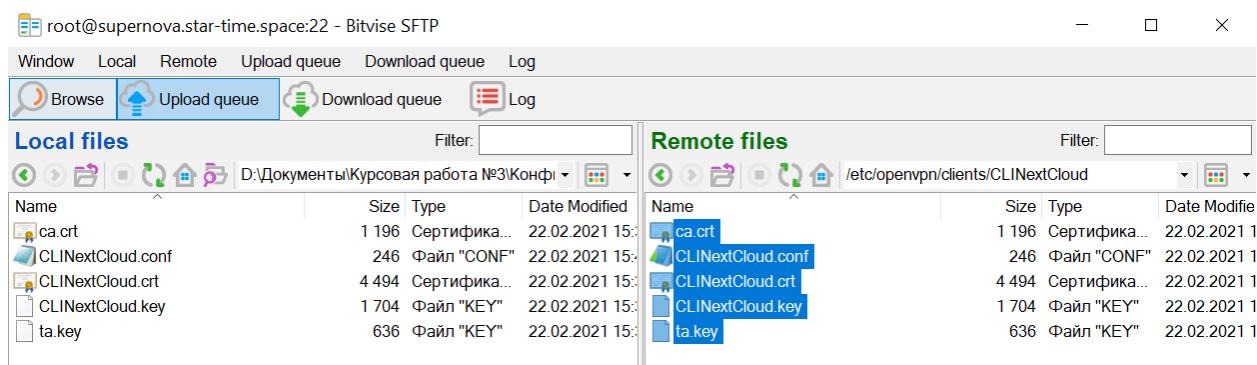 root@supernova.star-time.space:22 - Bitvise SFTP
Window Local Remote Upload queue Download queue Log
Browse Upload queue Download queue Log
Local files Filter: Remote files Filter:
D:\Документы\Курсовая работа №3\Конфі /etc/openvpn/clients/CLINextCloud
Name Size Type Date Modified Name Size Type Date Modifie
ca.crt 1 196 Сертифика... 22.02.2021 15: ca.crt 1 196 Сертифика... 22.02.2021 1
CLINextCloud.conf 246 Файл "CONF" 22.02.2021 15: CLINextCloud.conf 246 Файл "CONF" 22.02.2021 1
CLINextCloud.crt 4 494 Сертифика... 22.02.2021 15: CLINextCloud.crt 4 494 Сертифика... 22.02.2021 1
CLINextCloud.key 1 704 Файл "KEY" 22.02.2021 15: CLINextCloud.key 1 704 Файл "KEY" 22.02.2021 1
ta.key 636 Файл "KEY" 22.02.2021 15: ta.key 636 Файл "KEY" 22.02.2021 1